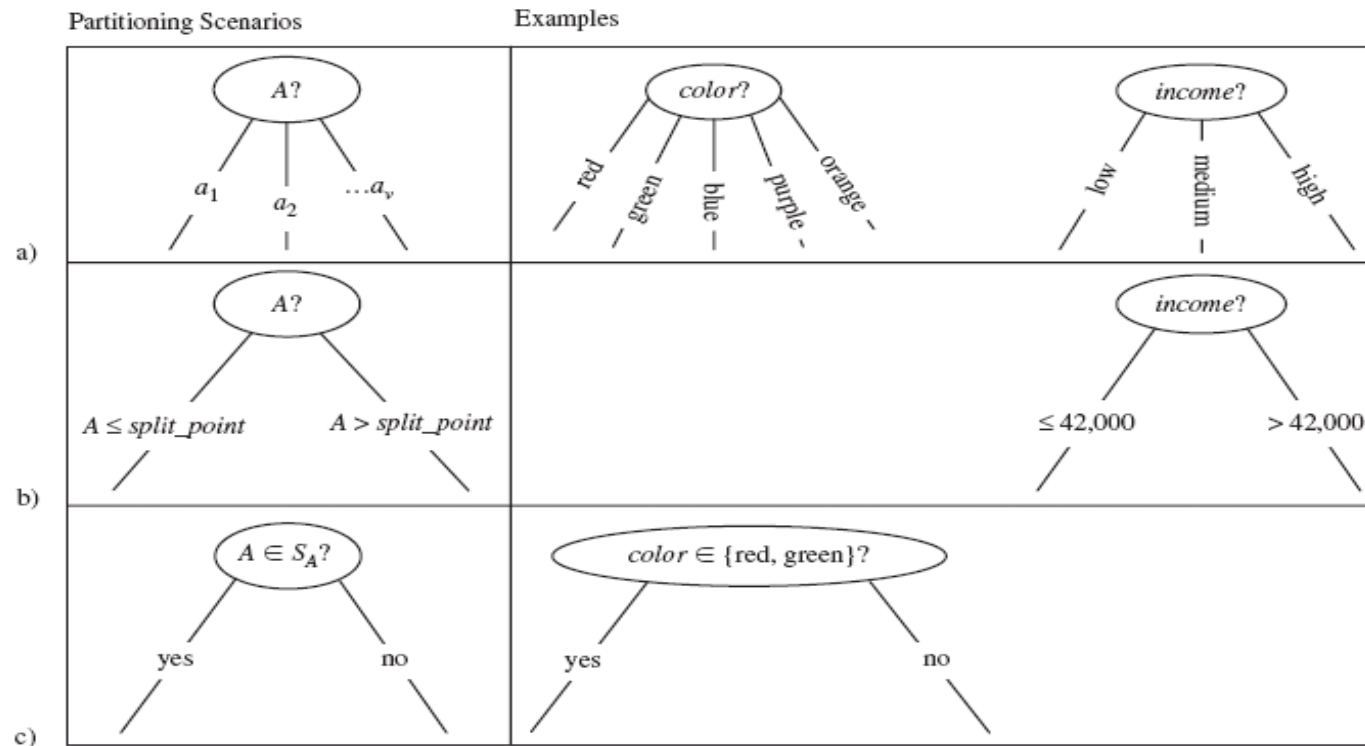 Partitioning Scenarios
Examples
A?
a₁
a₂
...aᵥ
color?
red
green
blue
purple
orange
income?
low
medium
high
a)
A?
A ≤ split_point
A > split_point
income?
≤ 42,000
> 42,000
b)
A ∈ S_A?
yes
no
color ∈ {red, green}?
yes
no
c)